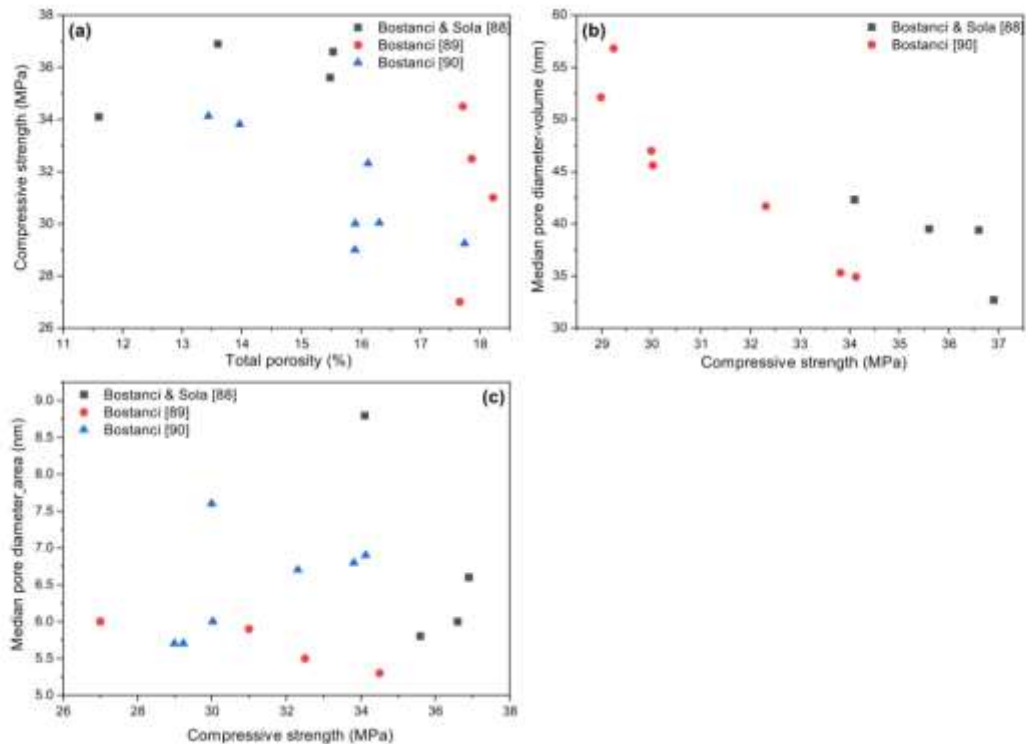 (a)
Bostanci & Sola [88]
Bostanci [89]
Bostanci [90]
Compressive strength (MPa)
38
36
34
32
30
28
26
11 12 13 14 15 16 17 18
Total porosity (%)
(b)
Bostanci & Sola [88]
Bostanci [90]
Median pore diameter-volume (nm)
60
55
50
45
40
35
30
29 30 31 32 33 34 35 36 37
Compressive strength (MPa)
(c)
Bostanci & Sola [88]
Bostanci [89]
Bostanci [90]
Median pore diameter_area (nm)
9.0
8.5
8.0
7.5
7.0
6.5
6.0
5.5
5.0
26 28 30 32 34 36 38
Compressive strength (MPa)